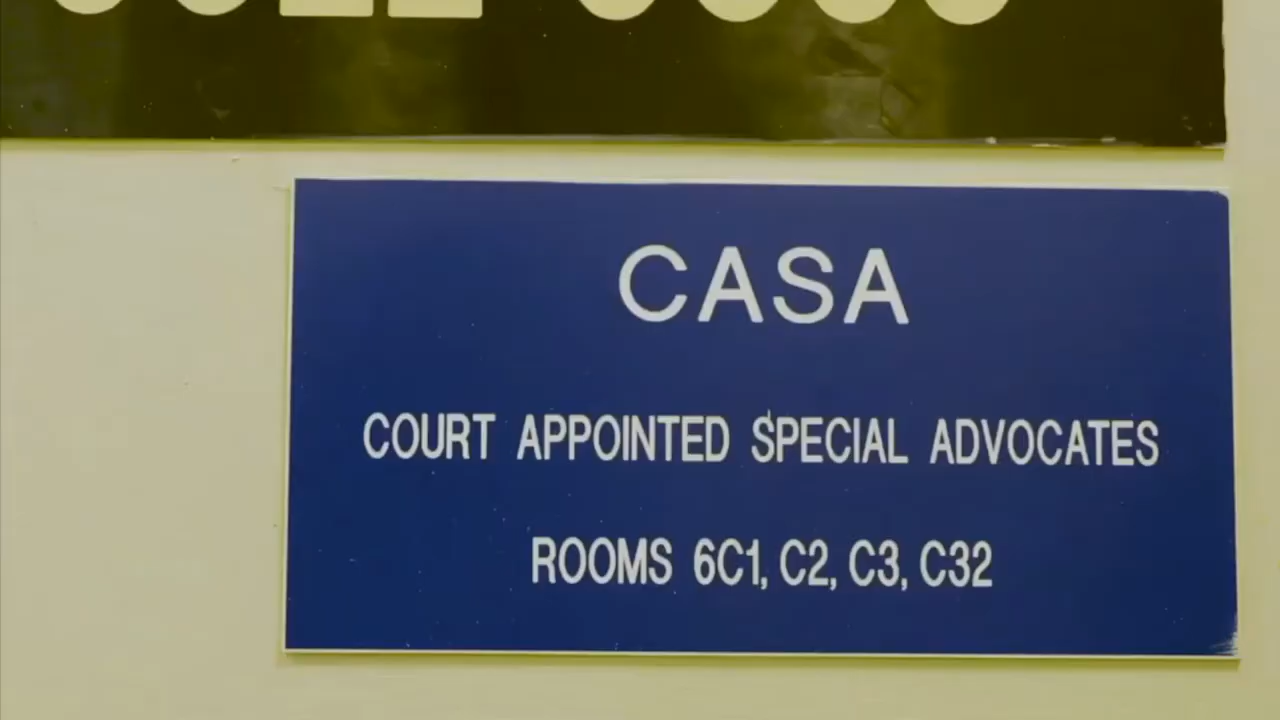 CASA
COURT APPOINTED SPECIAL ADVOCATES
ROOMS 6C1, C2, C3, C32